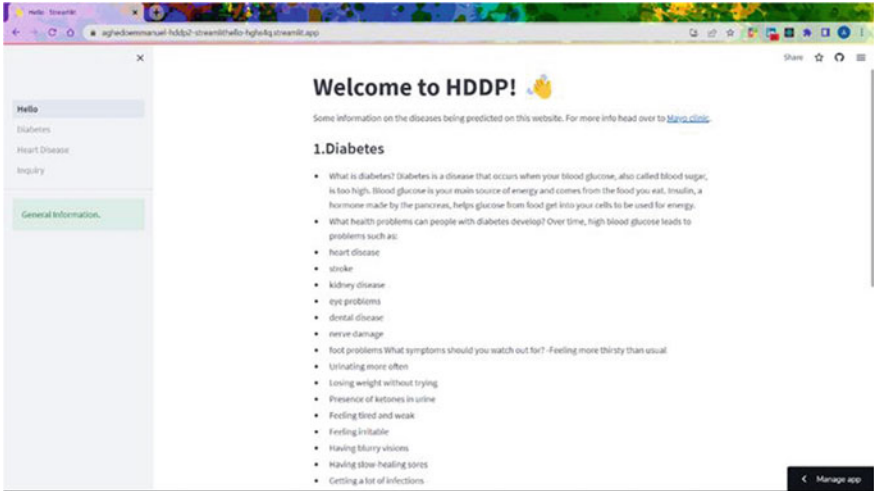 Hello · Streamlit
aghedoemmanuel-hddp2-streamlithello-hghs4q.streamlit.app
Share
Hello
Diabetes
Heart Disease
Inquiry
General Information.
Welcome to HDDP! 👋
Some information on the diseases being predicted on this website. For more info head over to Mayo clinic.
1.Diabetes
• What is diabetes? Diabetes is a disease that occurs when your blood glucose, also called blood sugar,
is too high. Blood glucose is your main source of energy and comes from the food you eat. Insulin, a
hormone made by the pancreas, helps glucose from food get into your cells to be used for energy.
• What health problems can people with diabetes develop? Over time, high blood glucose leads to
problems such as:
• heart disease
• stroke
• kidney disease
• eye problems
• dental disease
• nerve damage
• foot problems What symptoms should you watch out for? -Feeling more thirsty than usual
• Urinating more often
• Losing weight without trying
• Presence of ketones in urine
• Feeling tired and weak
• Feeling irritable
• Having blurry visions
• Having slow-healing sores
• Getting a lot of infections
Manage app